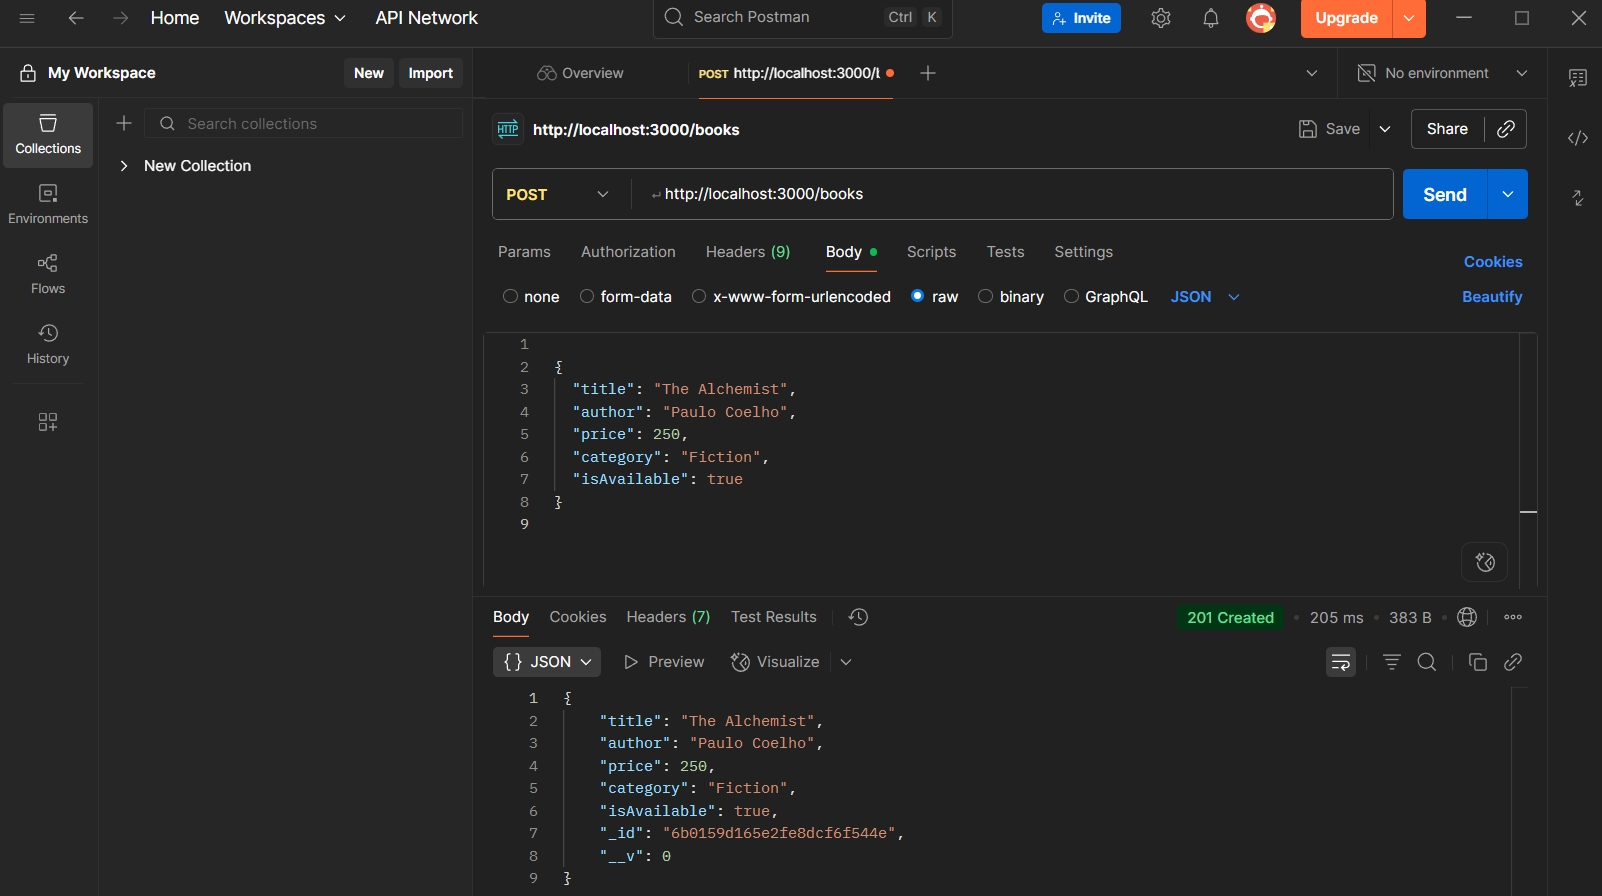 Home Workspaces API Network Search Postman Ctrl K Invite Upgrade
My Workspace New Import Overview POST http://localhost:3000/b No environment
Collections
Environments
Flows
History
Search collections
New Collection
HTTP http://localhost:3000/books Save Share
POST http://localhost:3000/books Send
Params Authorization Headers (9) Body Scripts Tests Settings Cookies
none form-data x-www-form-urlencoded raw binary GraphQL JSON Beautify
1
2 {
3 "title": "The Alchemist",
4 "author": "Paulo Coelho",
5 "price": 250,
6 "category": "Fiction",
7 "isAvailable": true
8 }
9
Body Cookies Headers (7) Test Results 201 Created • 205 ms • 383 B •
{} JSON Preview Visualize
1 {
2 "title": "The Alchemist",
3 "author": "Paulo Coelho",
4 "price": 250,
5 "category": "Fiction",
6 "isAvailable": true,
7 "_id": "6b0159d165e2fe8dcf6f544e",
8 "__v": 0
9 }